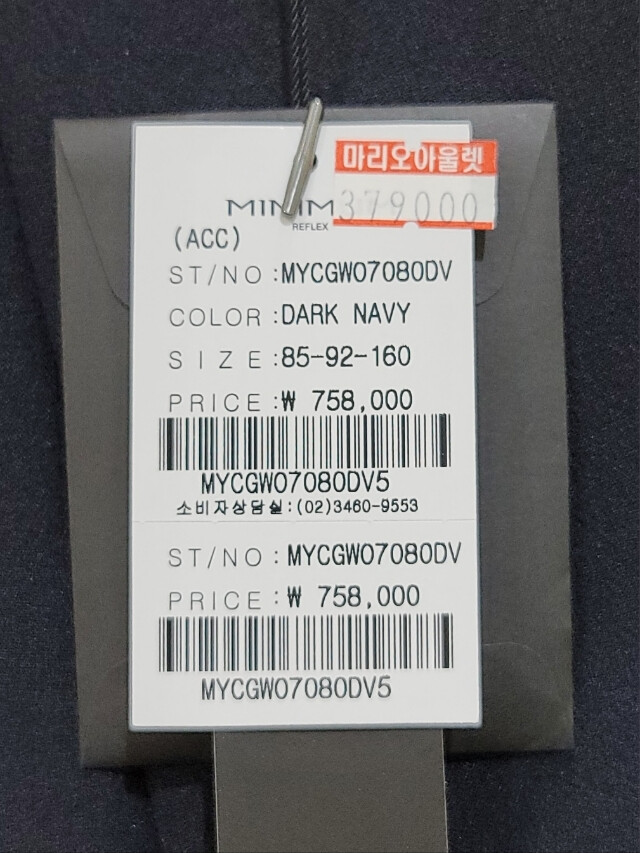 마리오아울렛
379000
MINIM
REFLEX
(ACC)
ST/NO:MYCGW07080DV
COLOR:DARK NAVY
SIZE:85-92-160
PRICE:₩ 758,000
MYCGW07080DV5
소비자상담실:(02)3460-9553
ST/NO:MYCGW07080DV
PRICE:₩ 758,000
MYCGW07080DV5